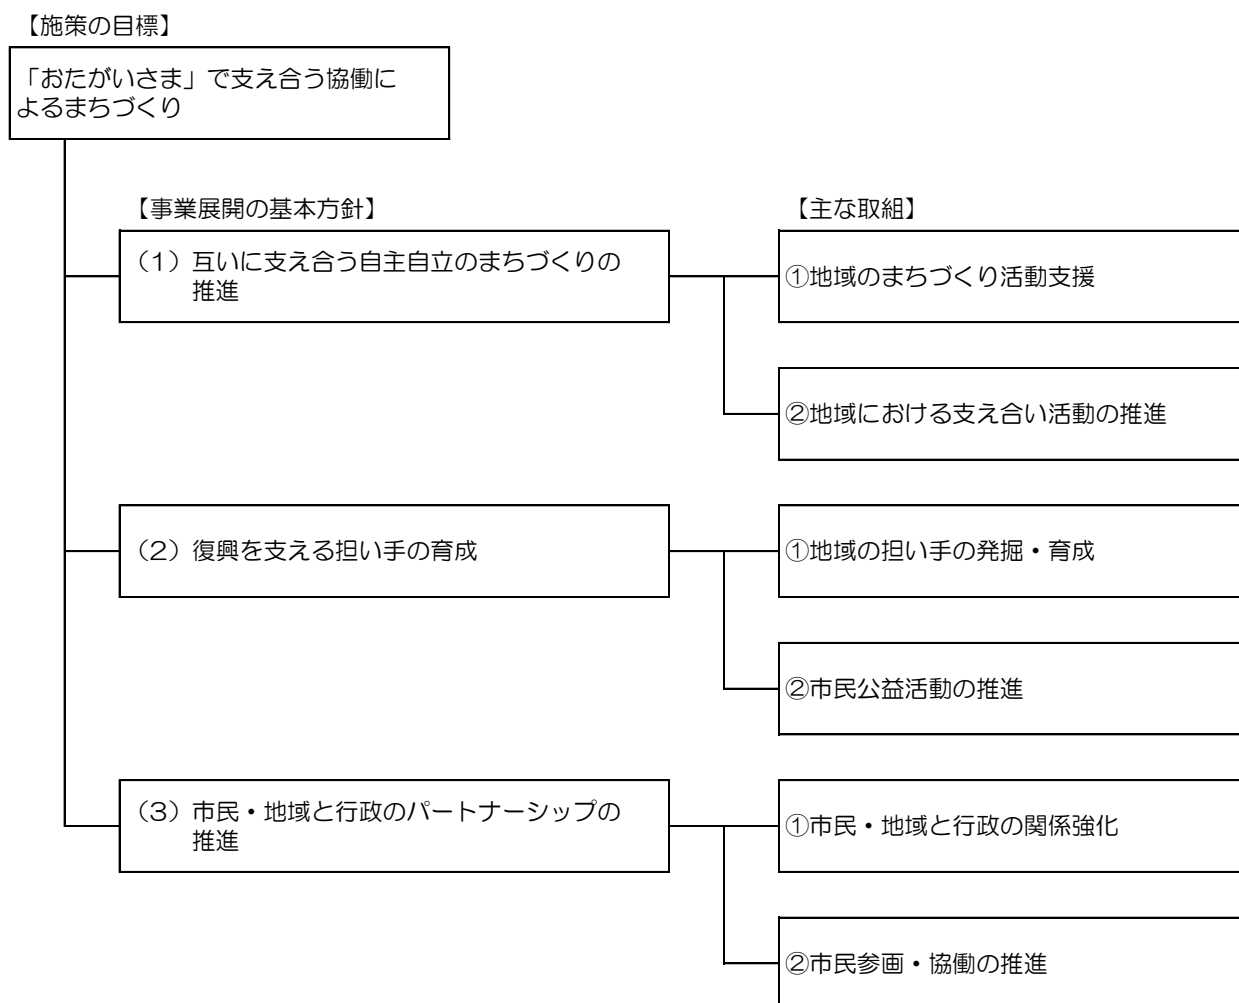 【施策の目標】
「おたがいさま」で支え合う協働に
よるまちづくり
【事業展開の基本方針】
【主な取組】
（1）互いに支え合う自主自立のまちづくりの
推進
①地域のまちづくり活動支援
②地域における支え合い活動の推進
（2）復興を支える担い手の育成
①地域の担い手の発掘・育成
②市民公益活動の推進
（3）市民・地域と行政のパートナーシップの
推進
①市民・地域と行政の関係強化
②市民参画・協働の推進